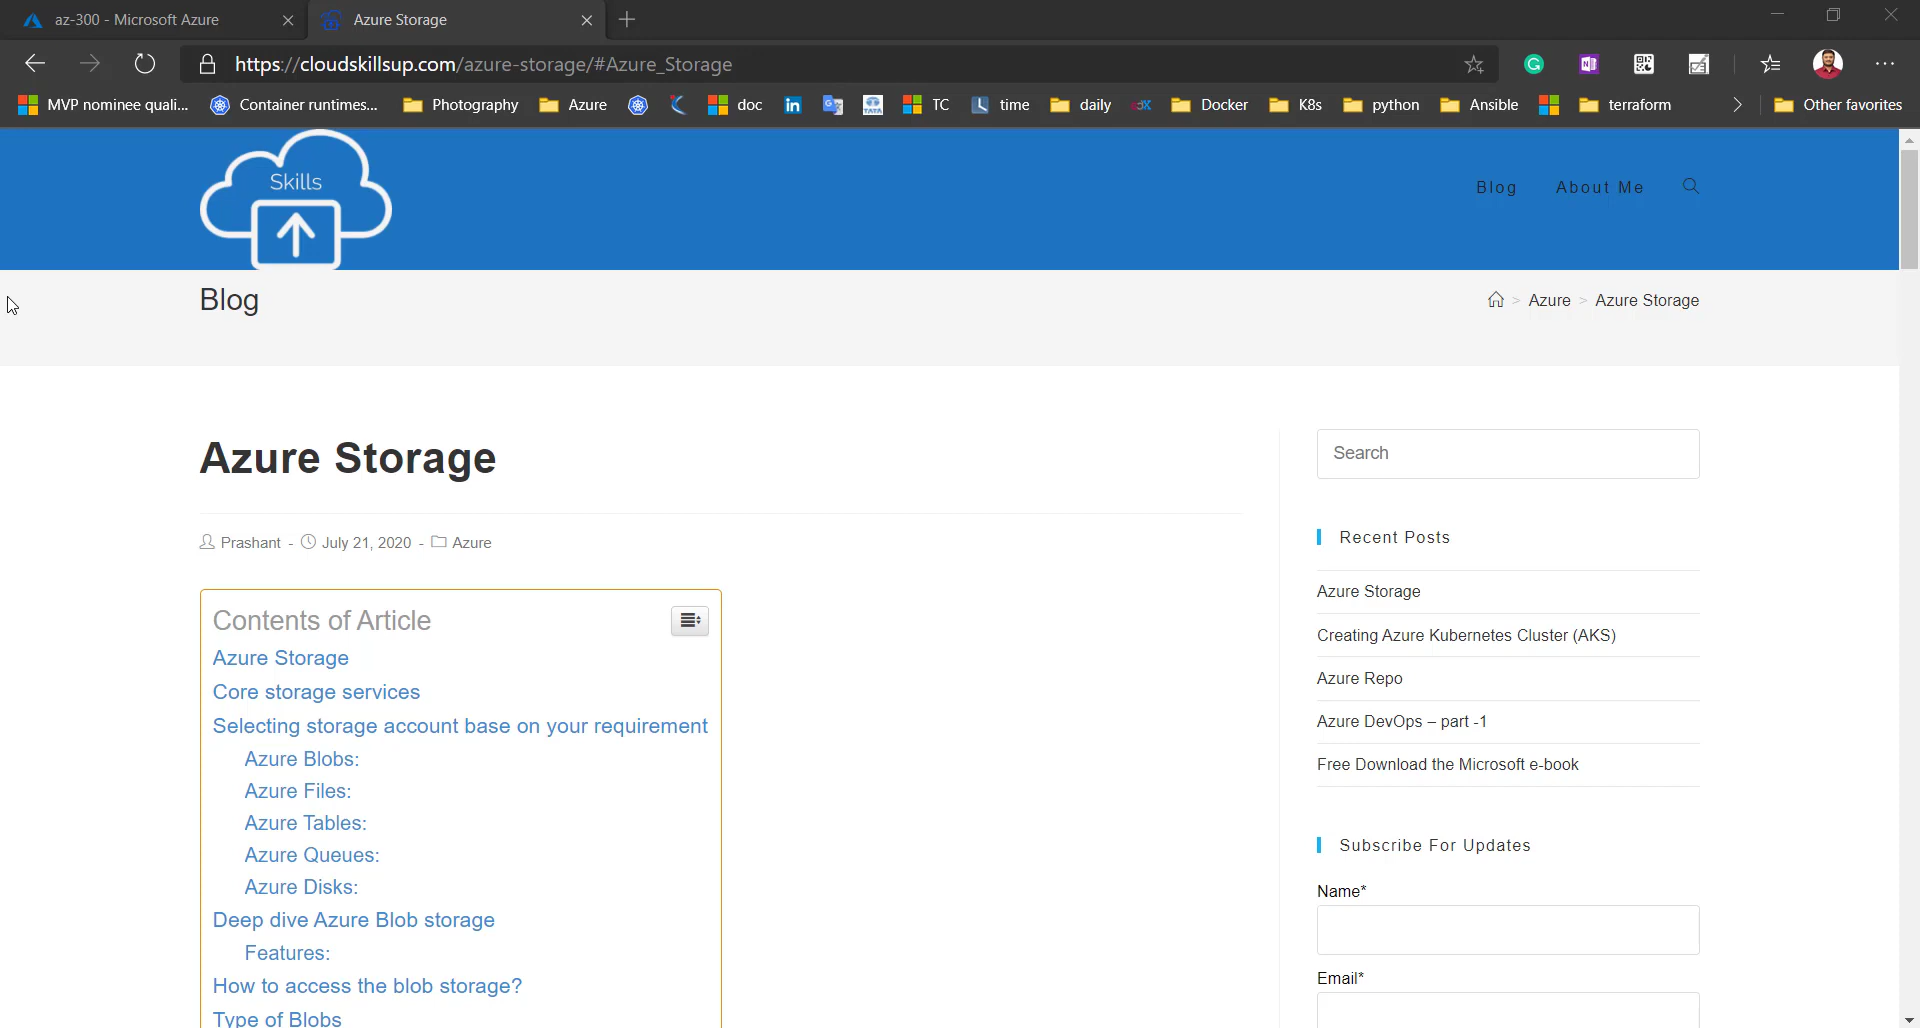 az-300 - Microsoft Azure
Azure Storage
https://cloudskillsup.com/azure-storage/#Azure_Storage
MVP nominee quali... Container runtimes... Photography Azure doc TC time daily Docker K8s python Ansible terraform Other favorites
Skills
Blog About Me
Blog
> Azure > Azure Storage
Azure Storage
Prashant - July 21, 2020 - Azure
Contents of Article
Azure Storage
Core storage services
Selecting storage account base on your requirement
Azure Blobs:
Azure Files:
Azure Tables:
Azure Queues:
Azure Disks:
Deep dive Azure Blob storage
Features:
How to access the blob storage?
Type of Blobs
Search
Recent Posts
Azure Storage
Creating Azure Kubernetes Cluster (AKS)
Azure Repo
Azure DevOps – part -1
Free Download the Microsoft e-book
Subscribe For Updates
Name*
Email*